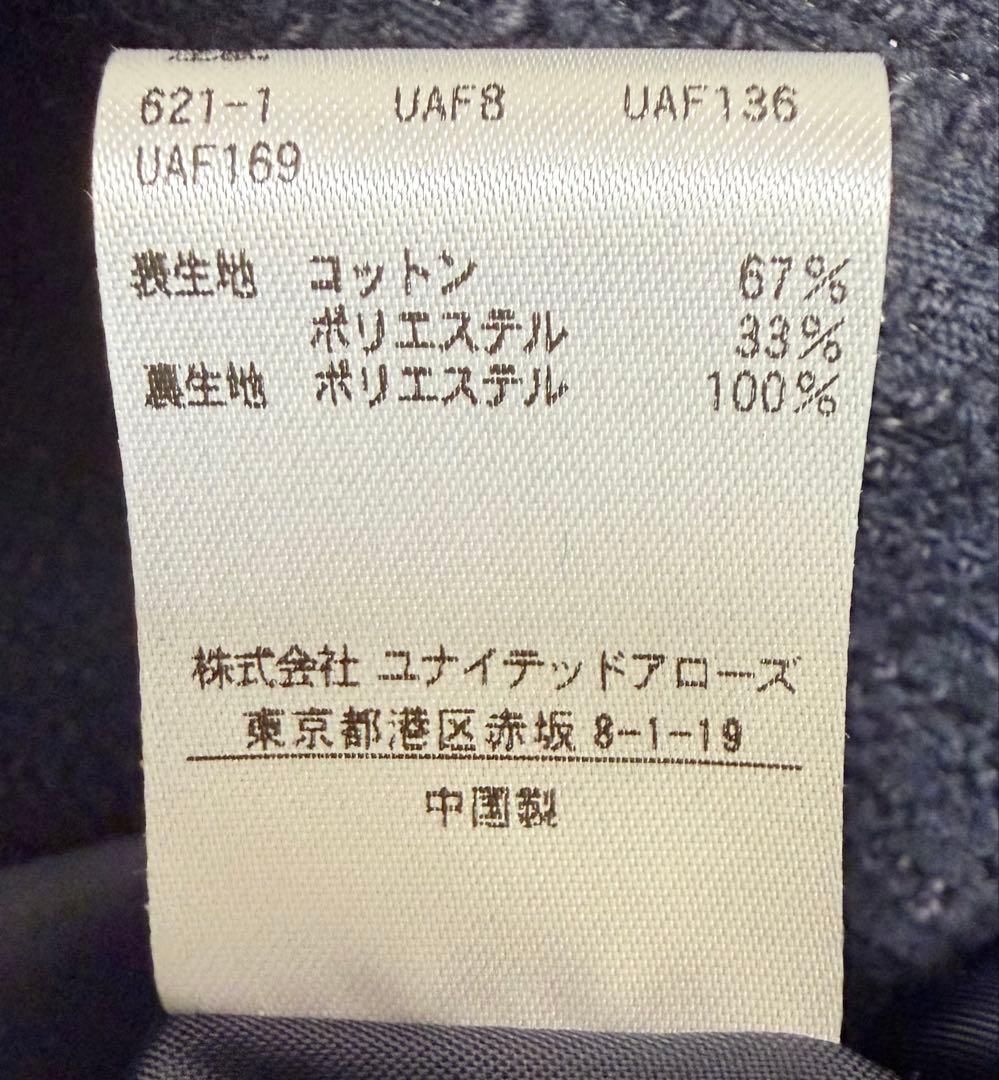 621-1 UAF8 UAF136
UAF169
表生地 コットン 67%
ポリエステル 33%
裏生地 ポリエステル 100%
株式会社 ユナイテッドアローズ
東京都港区赤坂 8-1-19
中国製